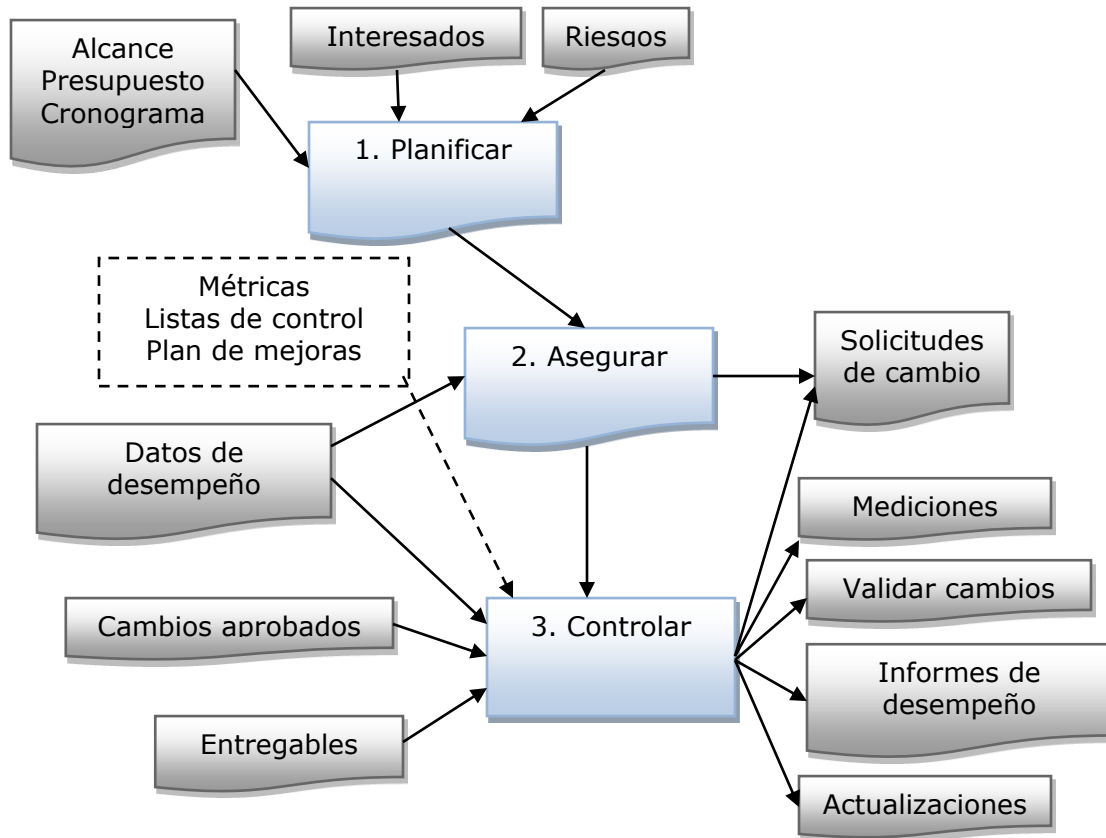 Alcance
Presupuesto
Cronograma
Interesados
Riesgos
1. Planificar
Métricas
Listas de control
Plan de mejoras
2. Asegurar
Solicitudes
de cambio
Datos de
desempeño
Mediciones
Validar cambios
Cambios aprobados
3. Controlar
Informes de
desempeño
Entregables
Actualizaciones